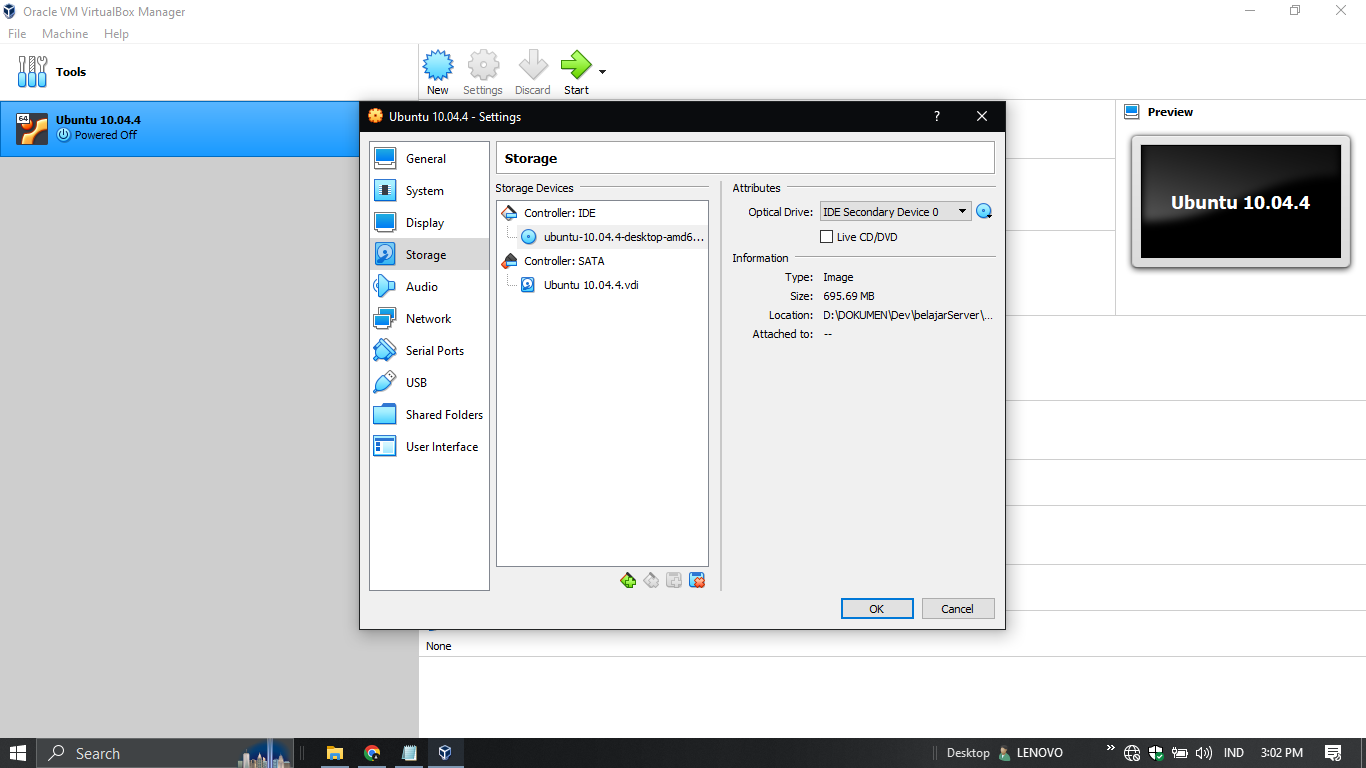 Oracle VM VirtualBox Manager
File Machine Help
Tools
New Settings Discard Start
64
Ubuntu 10.04.4
Powered Off
Ubuntu 10.04.4 - Settings
?
Preview
Ubuntu 10.04.4
General
System
Display
Storage
Audio
Network
Serial Ports
USB
Shared Folders
User Interface
Storage
Storage Devices
Controller: IDE
ubuntu-10.04.4-desktop-amd6...
Controller: SATA
Ubuntu 10.04.4.vdi
Attributes
Optical Drive: IDE Secondary Device 0
Live CD/DVD
Information
Type: Image
Size: 695.69 MB
Location: D:\DOKUMEN\Dev\belajarServer\...
Attached to: --
OK Cancel
None
Search
Desktop LENOVO IND 3:02 PM